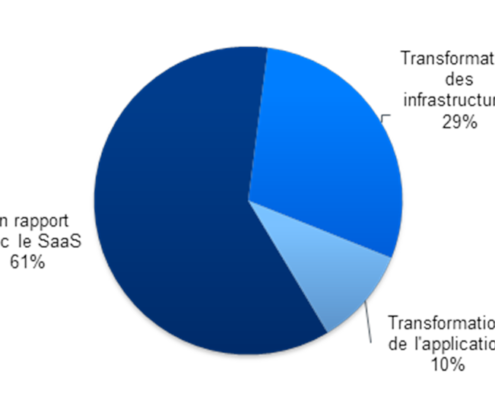 Transformat
des
infrastructur
29%
n rapport
c le SaaS
61%
Transformatio
de l'applicatio
10%